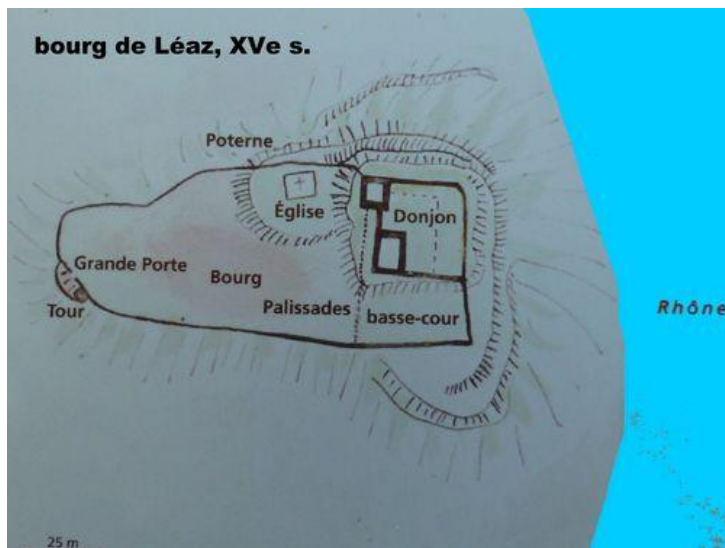 bourg de Léaz, XVe s.
Poterne
Église
Donjon
Grande Porte
Bourg
Tour
Palissades
basse-cour
Rhône
25 m